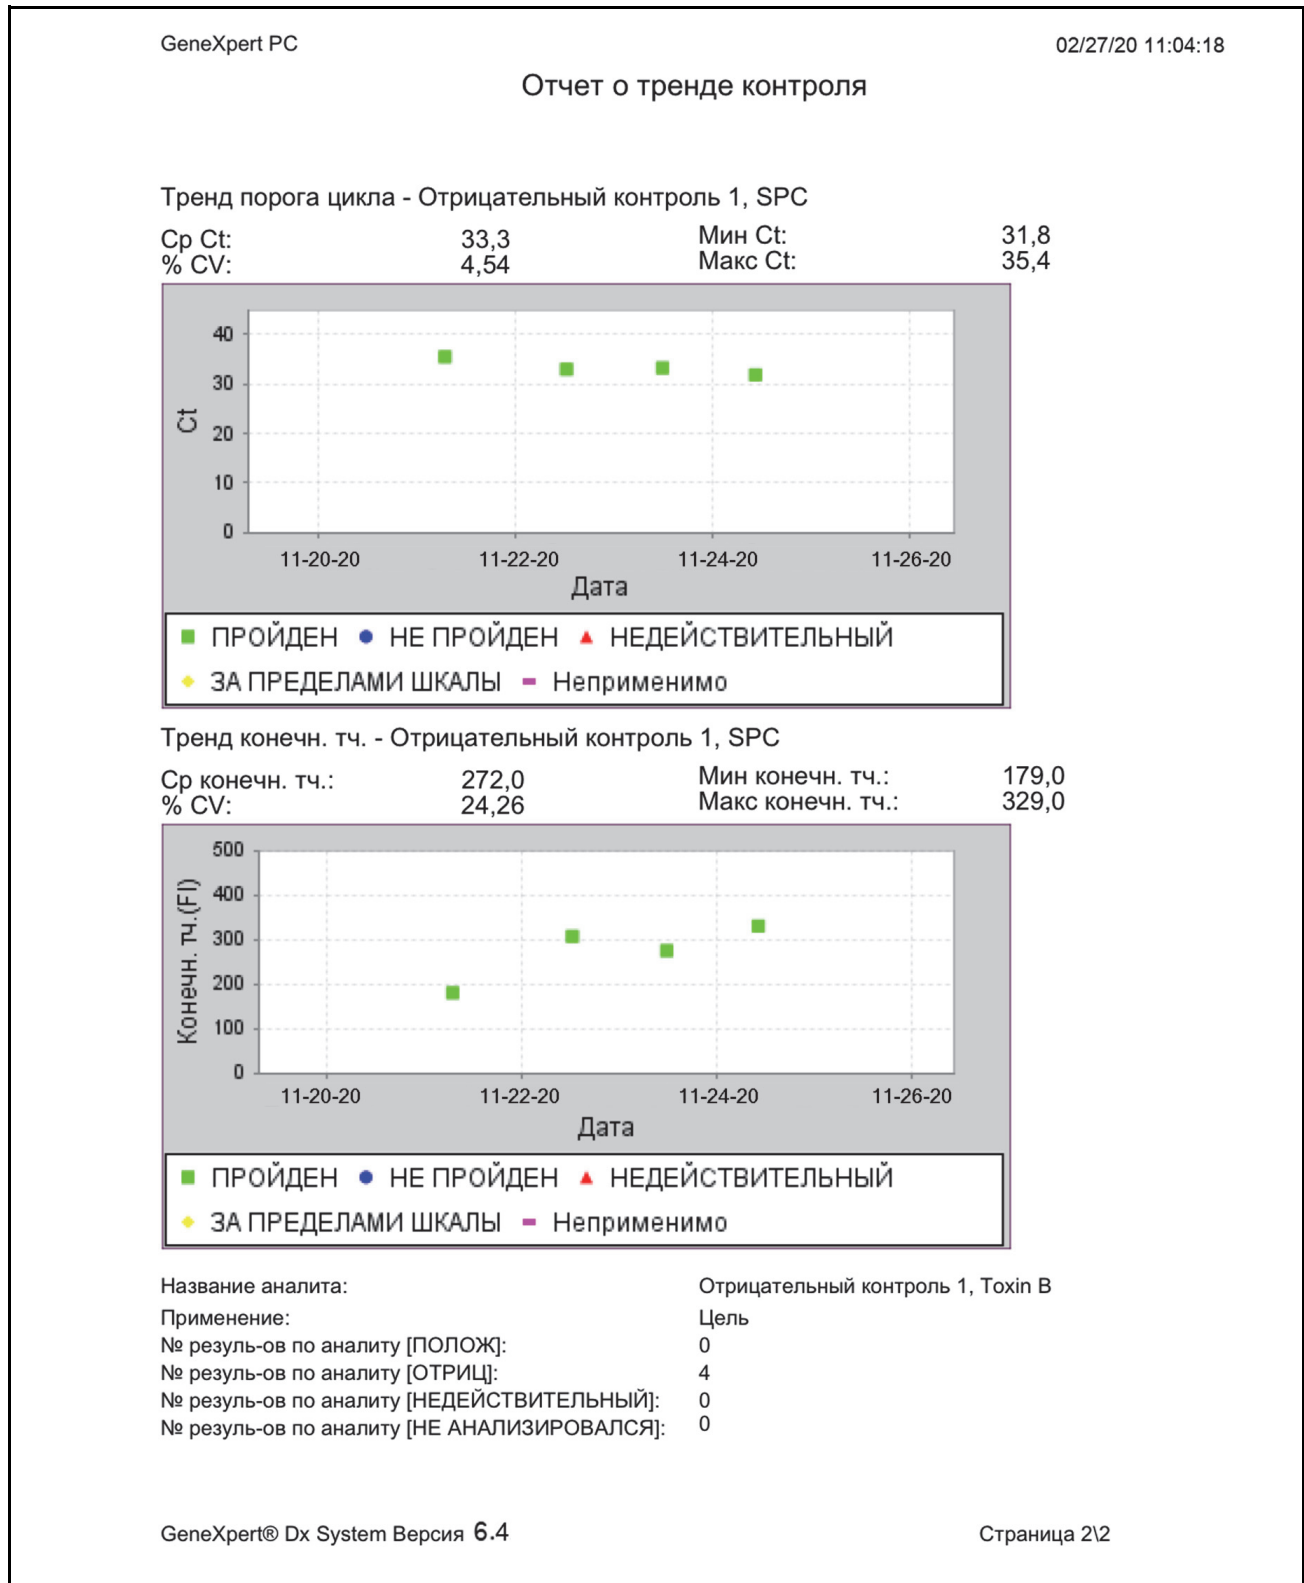 GeneXpert PC 02/27/20 11:04:18
Отчет о тренде контроля
Тренд порога цикла - Отрицательный контроль 1, SPC
Ср Ct: 33,3 Мин Ct: 31,8
% CV: 4,54 Макс Ct: 35,4
40
30
20
10
0
Ct
11-20-20 11-22-20 11-24-20 11-26-20
Дата
ПРОЙДЕН НЕ ПРОЙДЕН НЕДЕЙСТВИТЕЛЬНЫЙ
ЗА ПРЕДЕЛАМИ ШКАЛЫ Неприменимо
Тренд конечн. тч. - Отрицательный контроль 1, SPC
Ср конечн. тч.: 272,0 Мин конечн. тч.: 179,0
% CV: 24,26 Макс конечн. тч.: 329,0
500
400
300
200
100
0
Конечн. тч.(Fl)
11-20-20 11-22-20 11-24-20 11-26-20
Дата
ПРОЙДЕН НЕ ПРОЙДЕН НЕДЕЙСТВИТЕЛЬНЫЙ
ЗА ПРЕДЕЛАМИ ШКАЛЫ Неприменимо
Название аналита: Отрицательный контроль 1, Toxin B
Применение: Цель
№ резуль-ов по аналиту [ПОЛОЖ]: 0
№ резуль-ов по аналиту [ОТРИЦ]: 4
№ резуль-ов по аналиту [НЕДЕЙСТВИТЕЛЬНЫЙ]: 0
№ резуль-ов по аналиту [НЕ АНАЛИЗИРОВАЛСЯ]: 0
GeneXpert® Dx System Версия 6.4 Страница 2\2